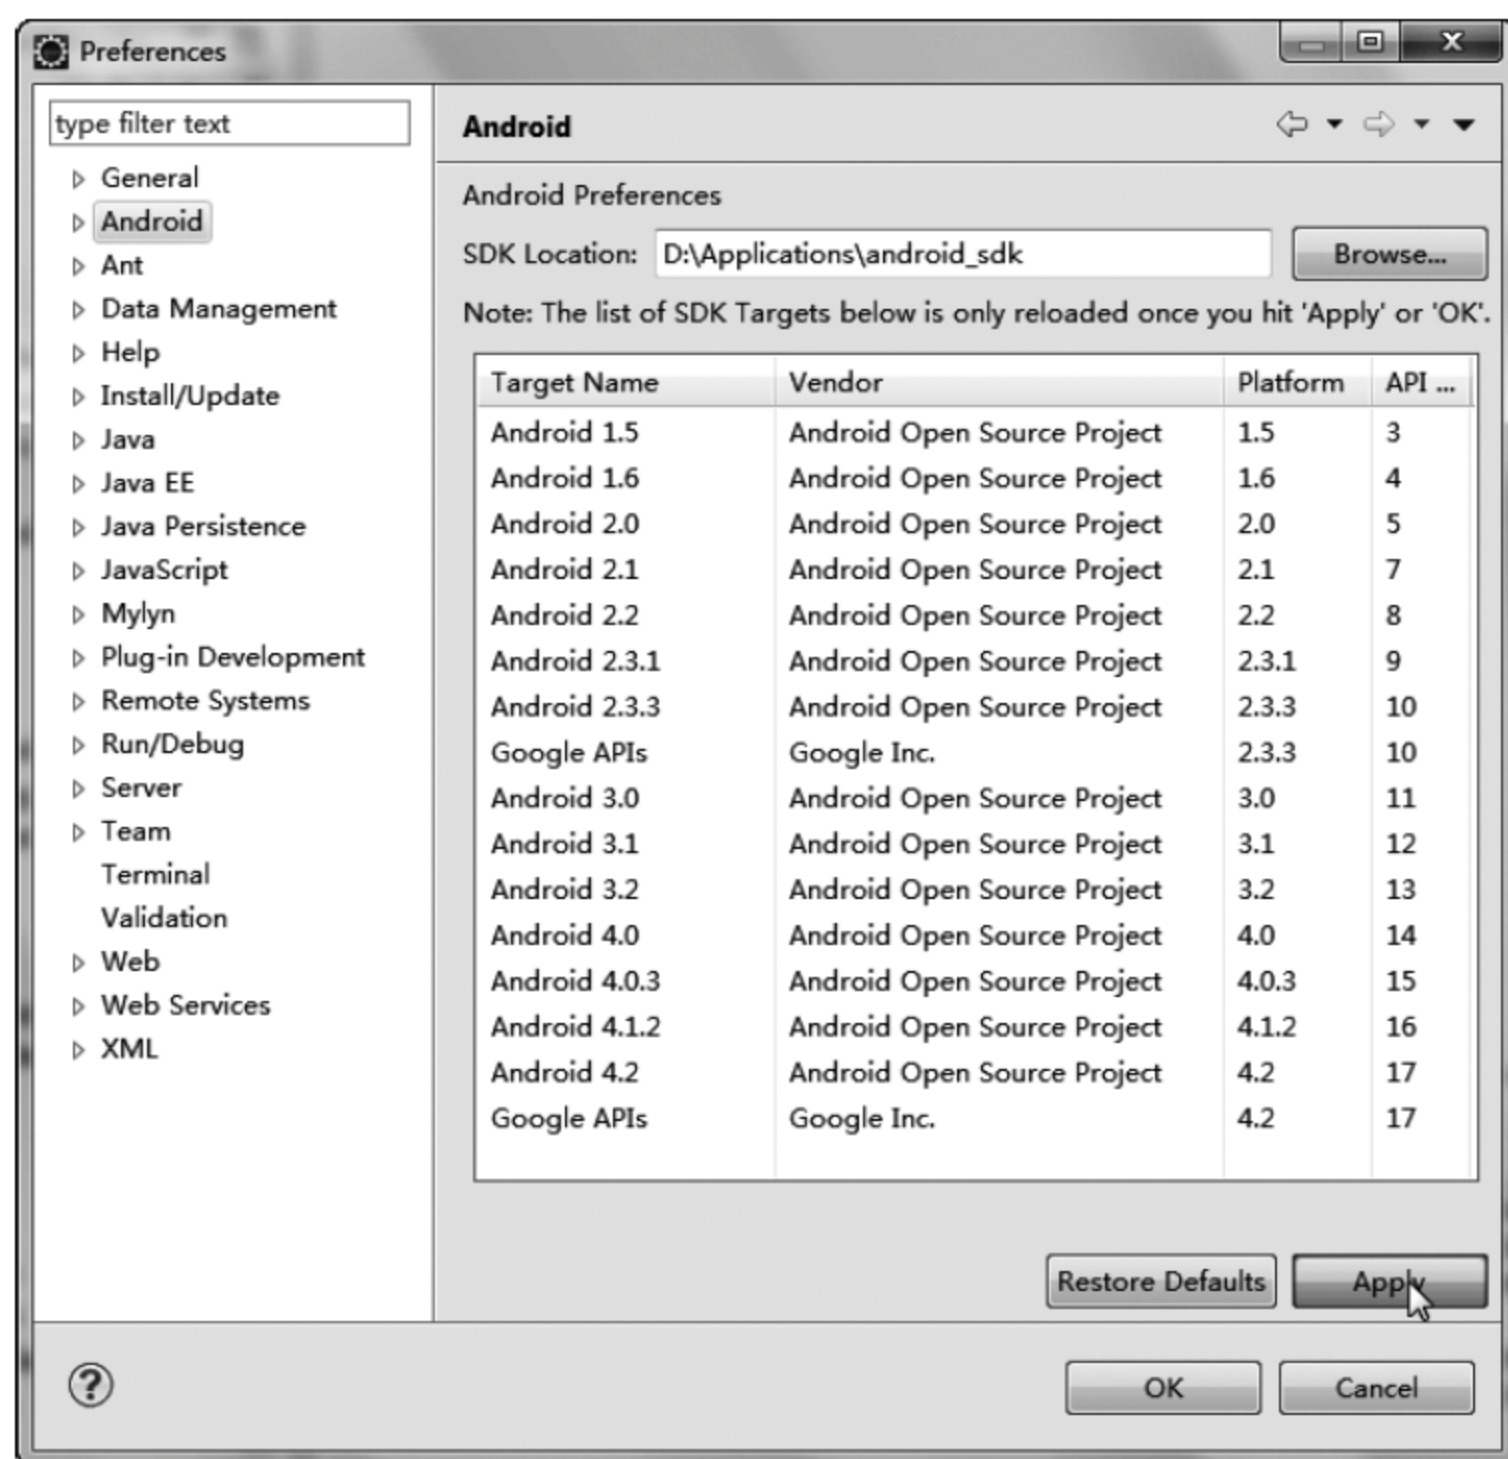 Preferences
type filter text
General
Android
Ant
Data Management
Help
Install/Update
Java
Java EE
Java Persistence
JavaScript
Mylyn
Plug-in Development
Remote Systems
Run/Debug
Server
Team
Terminal
Validation
Web
Web Services
XML
Android
Android Preferences
SDK Location: D:\Applications\android_sdk Browse...
Note: The list of SDK Targets below is only reloaded once you hit 'Apply' or 'OK'.
Target Name Vendor Platform API ...
Android 1.5 Android Open Source Project 1.5 3
Android 1.6 Android Open Source Project 1.6 4
Android 2.0 Android Open Source Project 2.0 5
Android 2.1 Android Open Source Project 2.1 7
Android 2.2 Android Open Source Project 2.2 8
Android 2.3.1 Android Open Source Project 2.3.1 9
Android 2.3.3 Android Open Source Project 2.3.3 10
Google APIs Google Inc. 2.3.3 10
Android 3.0 Android Open Source Project 3.0 11
Android 3.1 Android Open Source Project 3.1 12
Android 3.2 Android Open Source Project 3.2 13
Android 4.0 Android Open Source Project 4.0 14
Android 4.0.3 Android Open Source Project 4.0.3 15
Android 4.1.2 Android Open Source Project 4.1.2 16
Android 4.2 Android Open Source Project 4.2 17
Google APIs Google Inc. 4.2 17
Restore Defaults Apply
? OK Cancel